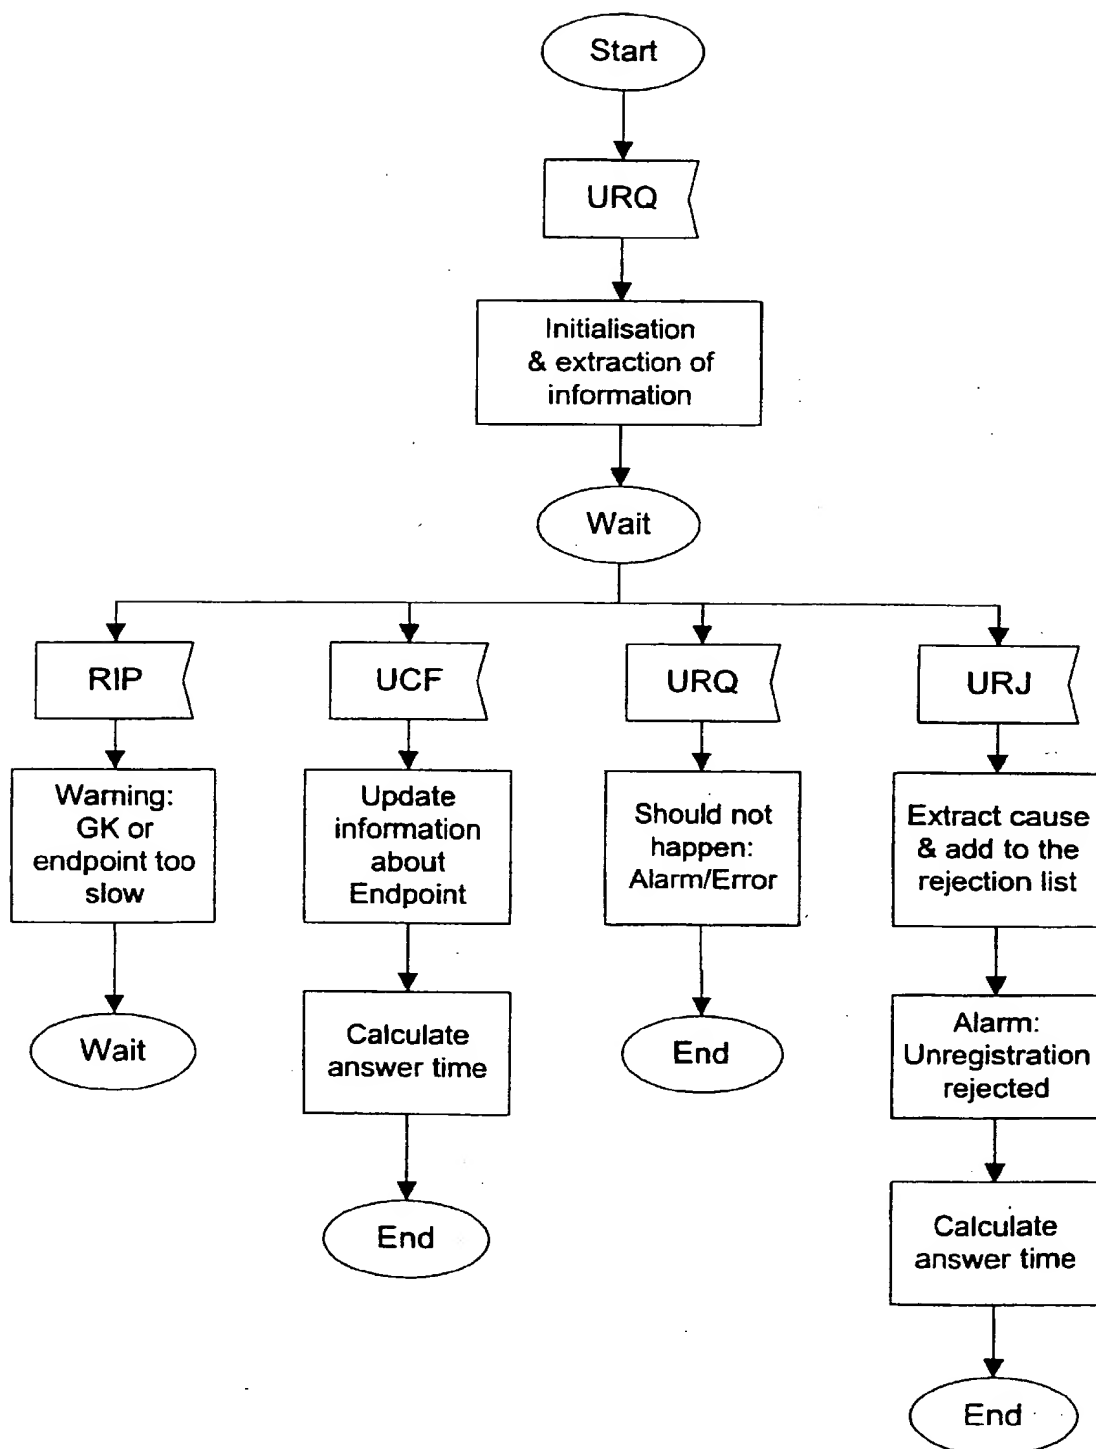 Start
URQ
Initialisation
& extraction of
information
Wait
RIP
UCF
URQ
URJ
Warning:
GK or
endpoint too
slow
Update
information
about
Endpoint
Should not
happen:
Alarm/Error
Extract cause
& add to the
rejection list
Wait
Calculate
answer time
End
Alarm:
Unregistration
rejected
End
Calculate
answer time
End